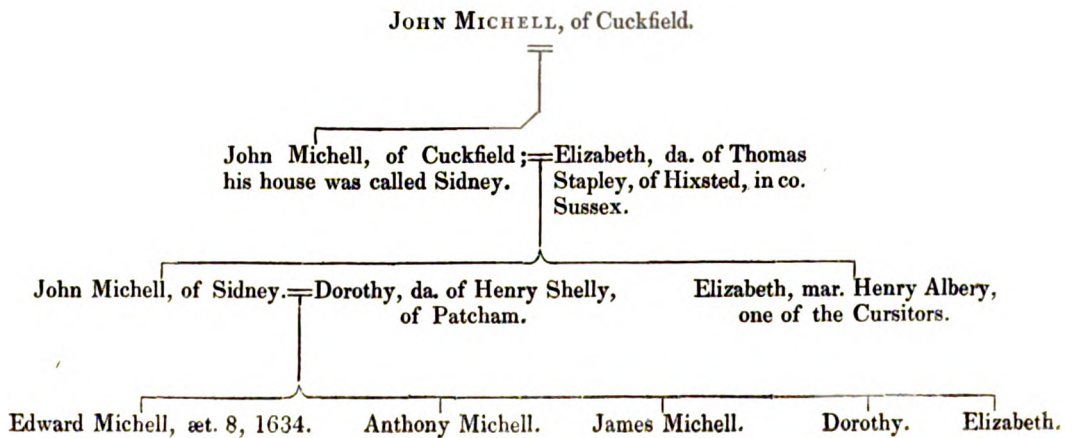 JOHN MICHELL, of Cuckfield.
John Michell, of Cuckfield;
his house was called Sidney.
Elizabeth, da. of Thomas
Stapley, of Hixsted, in co.
Sussex.
John Michell, of Sidney.
Dorothy, da. of Henry Shelly,
of Patcham.
Elizabeth, mar. Henry Albery,
one of the Cursitors.
Edward Michell, æt. 8, 1634.
Anthony Michell.
James Michell.
Dorothy.
Elizabeth.